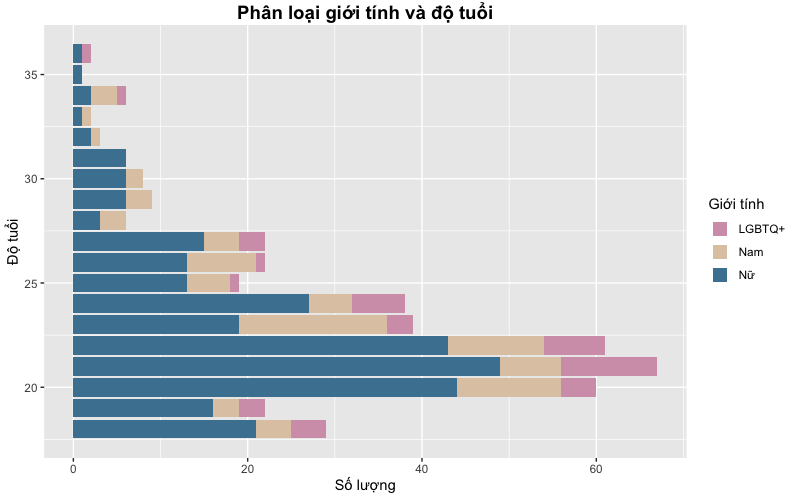 Phân loại giới tính và độ tuổi
35
30
25
20
Độ tuổi
0 20 40 60
Số lượng
Giới tính
LGBTQ+
Nam
Nữ